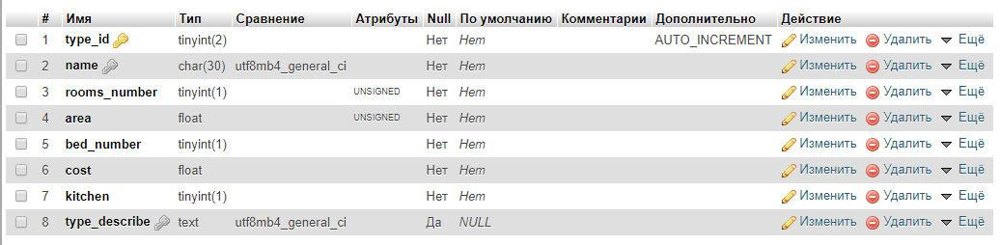 # Имя Тип Сравнение Атрибуты Null По умолчанию Комментарии Дополнительно Действие
1 type_id tinyint(2) Нет Нет AUTO_INCREMENT Изменить Удалить Ещё
2 name char(30) utf8mb4_general_ci Нет Нет Изменить Удалить Ещё
3 rooms_number tinyint(1) UNSIGNED Нет Нет Изменить Удалить Ещё
4 area float UNSIGNED Нет Нет Изменить Удалить Ещё
5 bed_number tinyint(1) Нет Нет Изменить Удалить Ещё
6 cost float Нет Нет Изменить Удалить Ещё
7 kitchen tinyint(1) Нет Нет Изменить Удалить Ещё
8 type_describe text utf8mb4_general_ci Да NULL Изменить Удалить Ещё